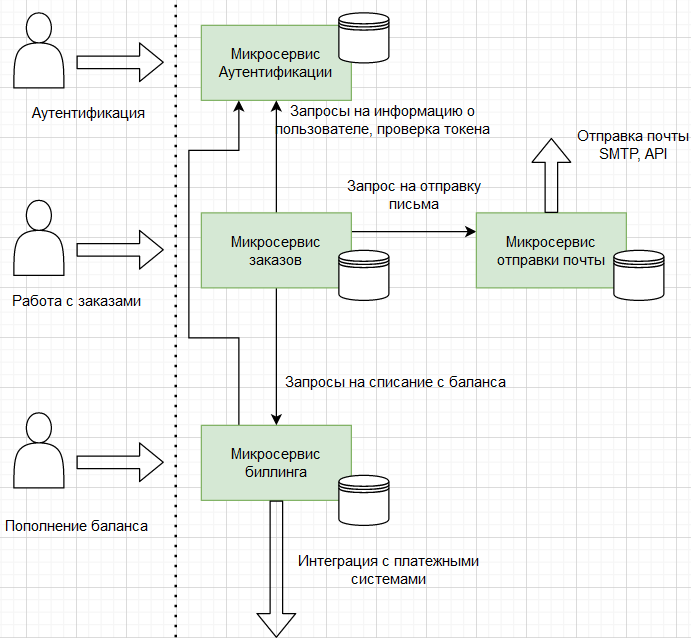 Микросервис
Аутентификации
Аутентификация
Запросы на информацию о
пользователе, проверка токена
Отправка почты
SMTP, API
Запрос на отправку
письма
Микросервис
заказов
Микросервис
отправки почты
Работа с заказами
Запросы на списание с баланса
Микросервис
биллинга
Пополнение баланса
Интеграция с платежными
системами